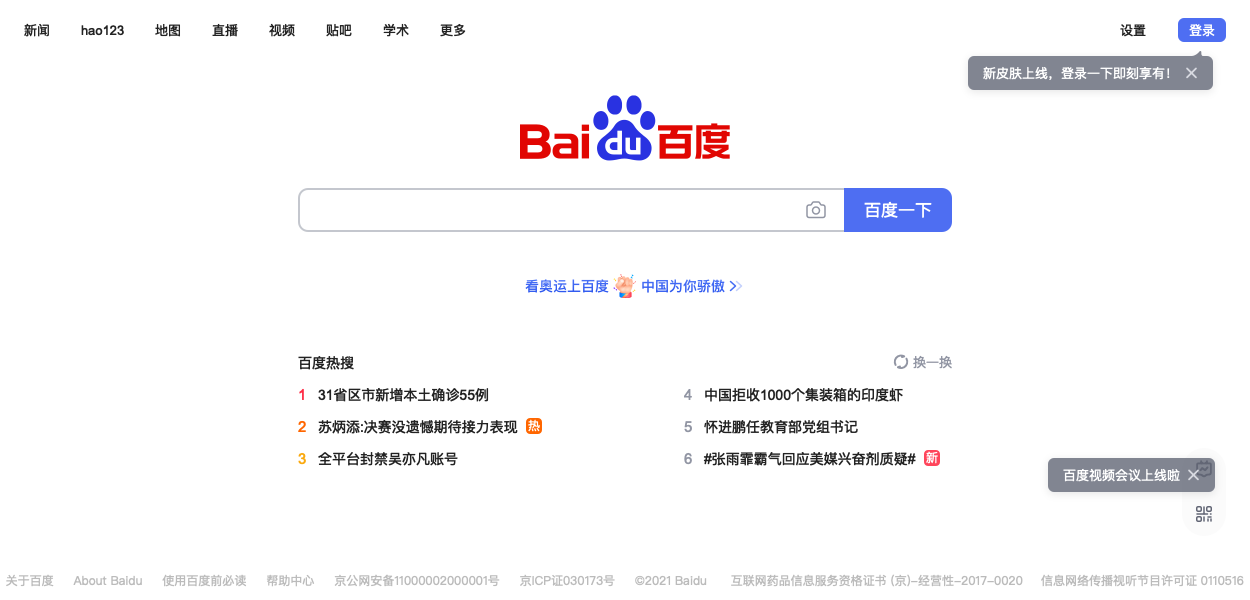 新闻 hao123 地图 直播 视频 贴吧 学术 更多 设置 登录
新皮肤上线，登录一下即刻享有！
Bai du 百度
百度一下
看奥运上百度 中国为你骄傲
百度热搜 换一换
1 31省区市新增本土确诊55例
2 苏炳添:决赛没遗憾期待接力表现 热
3 全平台封禁吴亦凡账号
4 中国拒收1000个集装箱的印度虾
5 怀进鹏任教育部党组书记
6 #张雨霏霸气回应美媒兴奋剂质疑# 新
百度视频会议上线啦
关于百度 About Baidu 使用百度前必读 帮助中心 京公网安备11000002000001号 京ICP证030173号 ©2021 Baidu 互联网药品信息服务资格证书 (京)-经营性-2017-0020 信息网络传播视听节目许可证 0110516